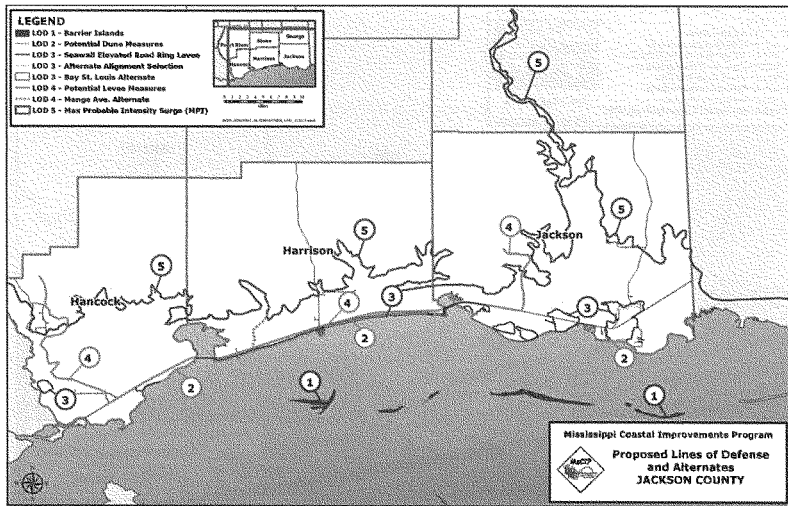 LEGEND
LOD 1 - Barrier Islands
LOD 2 - Potential Dune Measures
LOD 3 - Seawall Elevated Road Ring Levee
LOD 3 - Alternate Alignment Selection
LOD 3 - Bay St. Louis Alternate
LOD 4 - Potential Levee Measures
LOD 4 - Menge Ave. Alternate
LOD 5 - Max Probable Intensity Surge (MPI)
Pearl River
Stone
George
Hancock
Harrison
Jackson
Miles
5
5
Jackson
4
5
Harrison
5
Hancock
4
3
3
4
2
2
3
2
1
1
Mississippi Coastal Improvements Program
MsCIP
Proposed Lines of Defense
and Alternates
JACKSON COUNTY